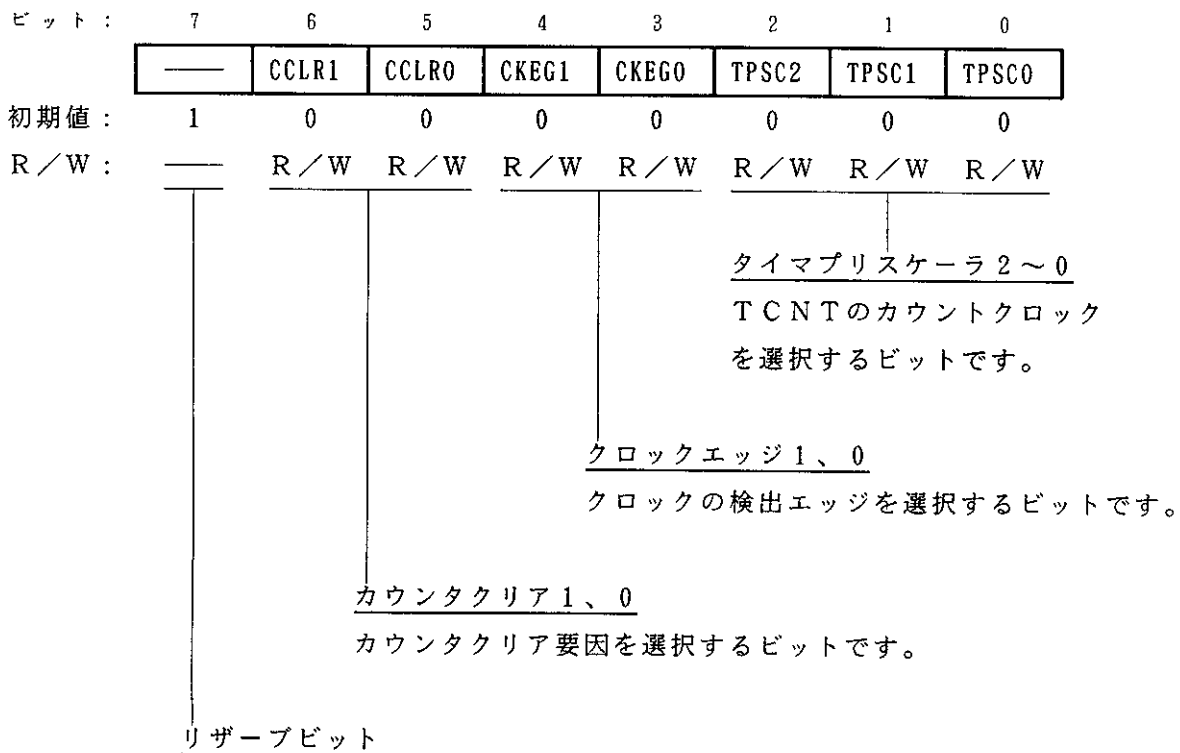 ビット： 7 6 5 4 3 2 1 0
—— CCLR1 CCLR0 CKEG1 CKEG0 TPSC2 TPSC1 TPSC0
初期値： 1 0 0 0 0 0 0 0
R／W： —— R／W R／W R／W R／W R／W R／W R／W
タイマプリスケーラ2～0
TCNTのカウントクロック
を選択するビットです。
クロックエッジ1、0
クロックの検出エッジを選択するビットです。
カウンタクリア1、0
カウンタクリア要因を選択するビットです。
リザーブビット